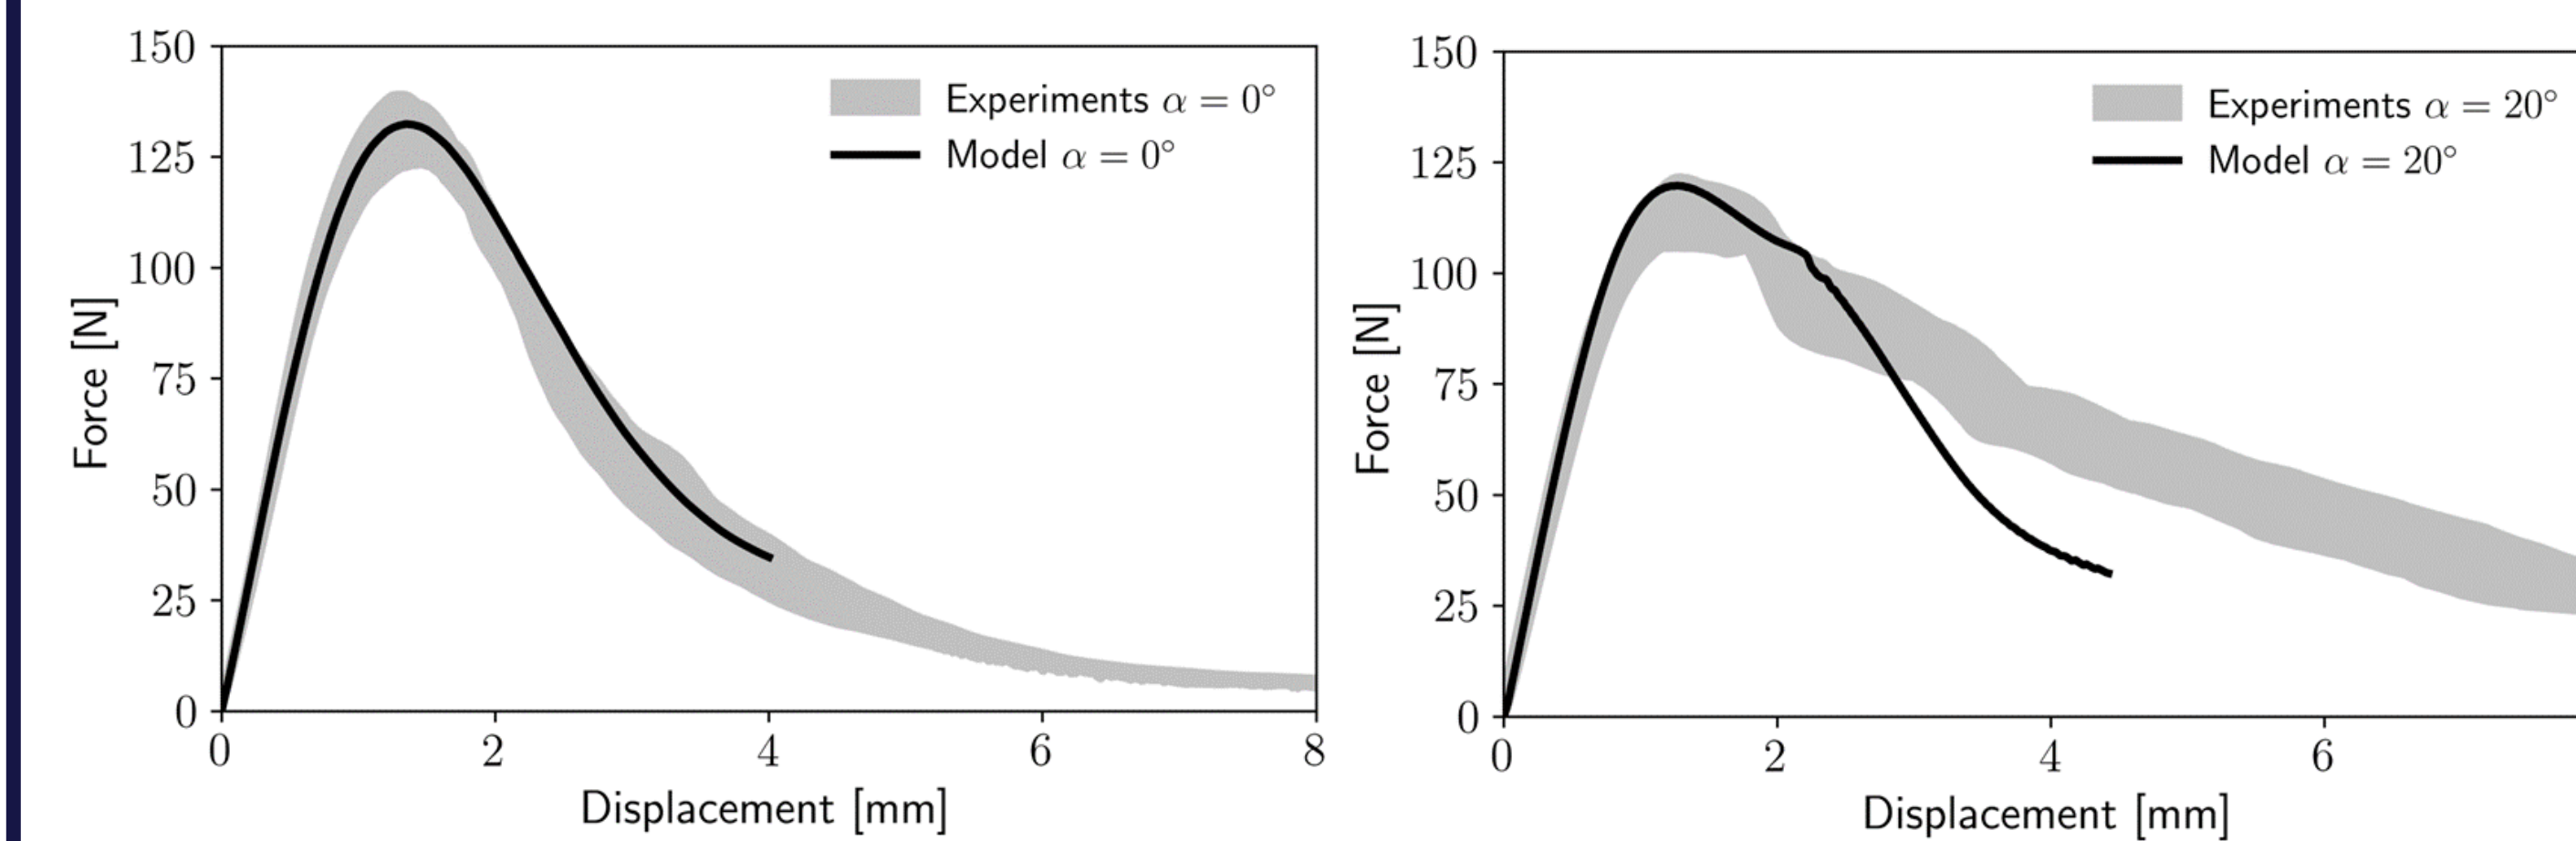 150
125
100
75
50
25
0
0 2 4 6 8
Force [N]
Displacement [mm]
Experiments α = 0°
Model α = 0°
150
125
100
75
50
25
0
0 2 4 6
Force [N]
Displacement [mm]
Experiments α = 20°
Model α = 20°